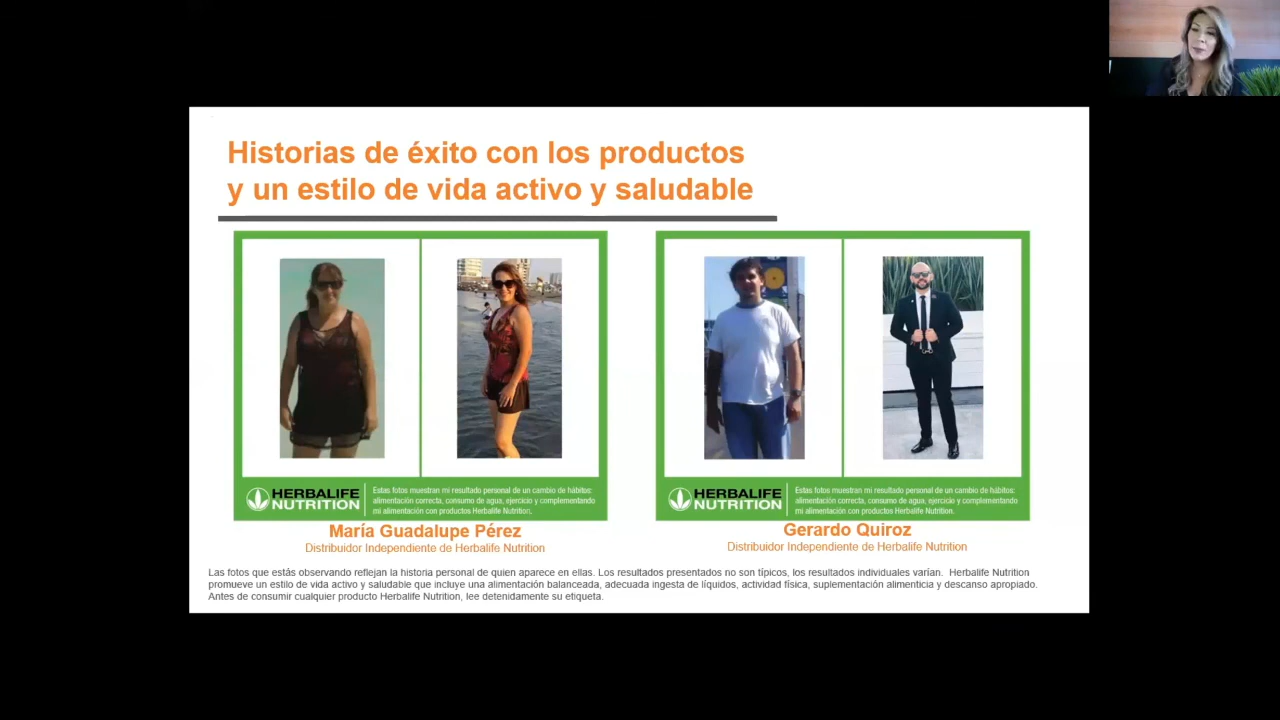 Historias de éxito con los productos
y un estilo de vida activo y saludable
HERBALIFE
NUTRITION
Estas fotos muestran mi resultado personal de un cambio de hábitos:
alimentación correcta, consumo de agua, ejercicio y complementando
mi alimentación con productos Herbalife Nutrition.
María Guadalupe Pérez
Distribuidor Independiente de Herbalife Nutrition
HERBALIFE
NUTRITION
Estas fotos muestran mi resultado personal de un cambio de hábitos:
alimentación correcta, consumo de agua, ejercicio y complementando
mi alimentación con productos Herbalife Nutrition.
Gerardo Quiroz
Distribuidor Independiente de Herbalife Nutrition
Las fotos que estás observando reflejan la historia personal de quien aparece en ellas. Los resultados presentados no son típicos, los resultados individuales varían. Herbalife Nutrition
promueve un estilo de vida activo y saludable que incluye una alimentación balanceada, adecuada ingesta de líquidos, actividad física, suplementación alimenticia y descanso apropiado.
Antes de consumir cualquier producto Herbalife Nutrition, lee detenidamente su etiqueta.